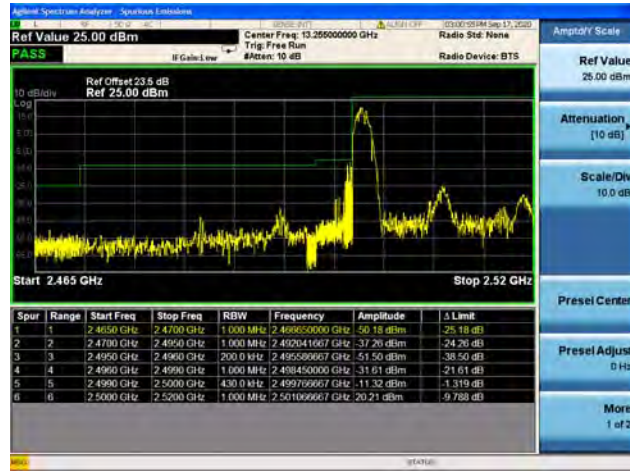 Agilent Spectrum Analyzer - Spurious Emissions
SENSE:INT ALIGN OFF 03:00:55 PM Sep 17, 2020
Ref Value 25.00 dBm Center Freq: 13.255000000 GHz Radio Std: None
PASS IFGain:Low Trig: Free Run
#Atten: 10 dB Radio Device: BTS
Ref Offset 23.5 dB
10 dB/div Ref 25.00 dBm
Log
Start 2.465 GHz Stop 2.52 GHz
Spur Range Start Freq Stop Freq RBW Frequency Amplitude Δ Limit
1 1 2.4650 GHz 2.4700 GHz 1.000 MHz 2.466650000 GHz -50.18 dBm -25.18 dB
2 2 2.4700 GHz 2.4950 GHz 1.000 MHz 2.492041667 GHz -37.26 dBm -24.26 dB
3 3 2.4950 GHz 2.4960 GHz 200.0 kHz 2.495586667 GHz -51.50 dBm -38.50 dB
4 4 2.4960 GHz 2.4990 GHz 1.000 MHz 2.498450000 GHz -31.61 dBm -21.61 dB
5 5 2.4990 GHz 2.5000 GHz 430.0 kHz 2.499766667 GHz -11.32 dBm -1.319 dB
6 6 2.5000 GHz 2.5200 GHz 1.000 MHz 2.501066667 GHz 20.21 dBm -9.788 dB
Amptd/Y Scale
Ref Value
25.00 dBm
Attenuation
[10 dB]
Scale/Div
10.0 dB
Presel Center
Presel Adjust
0 Hz
More
1 of 2
MSG STATUS